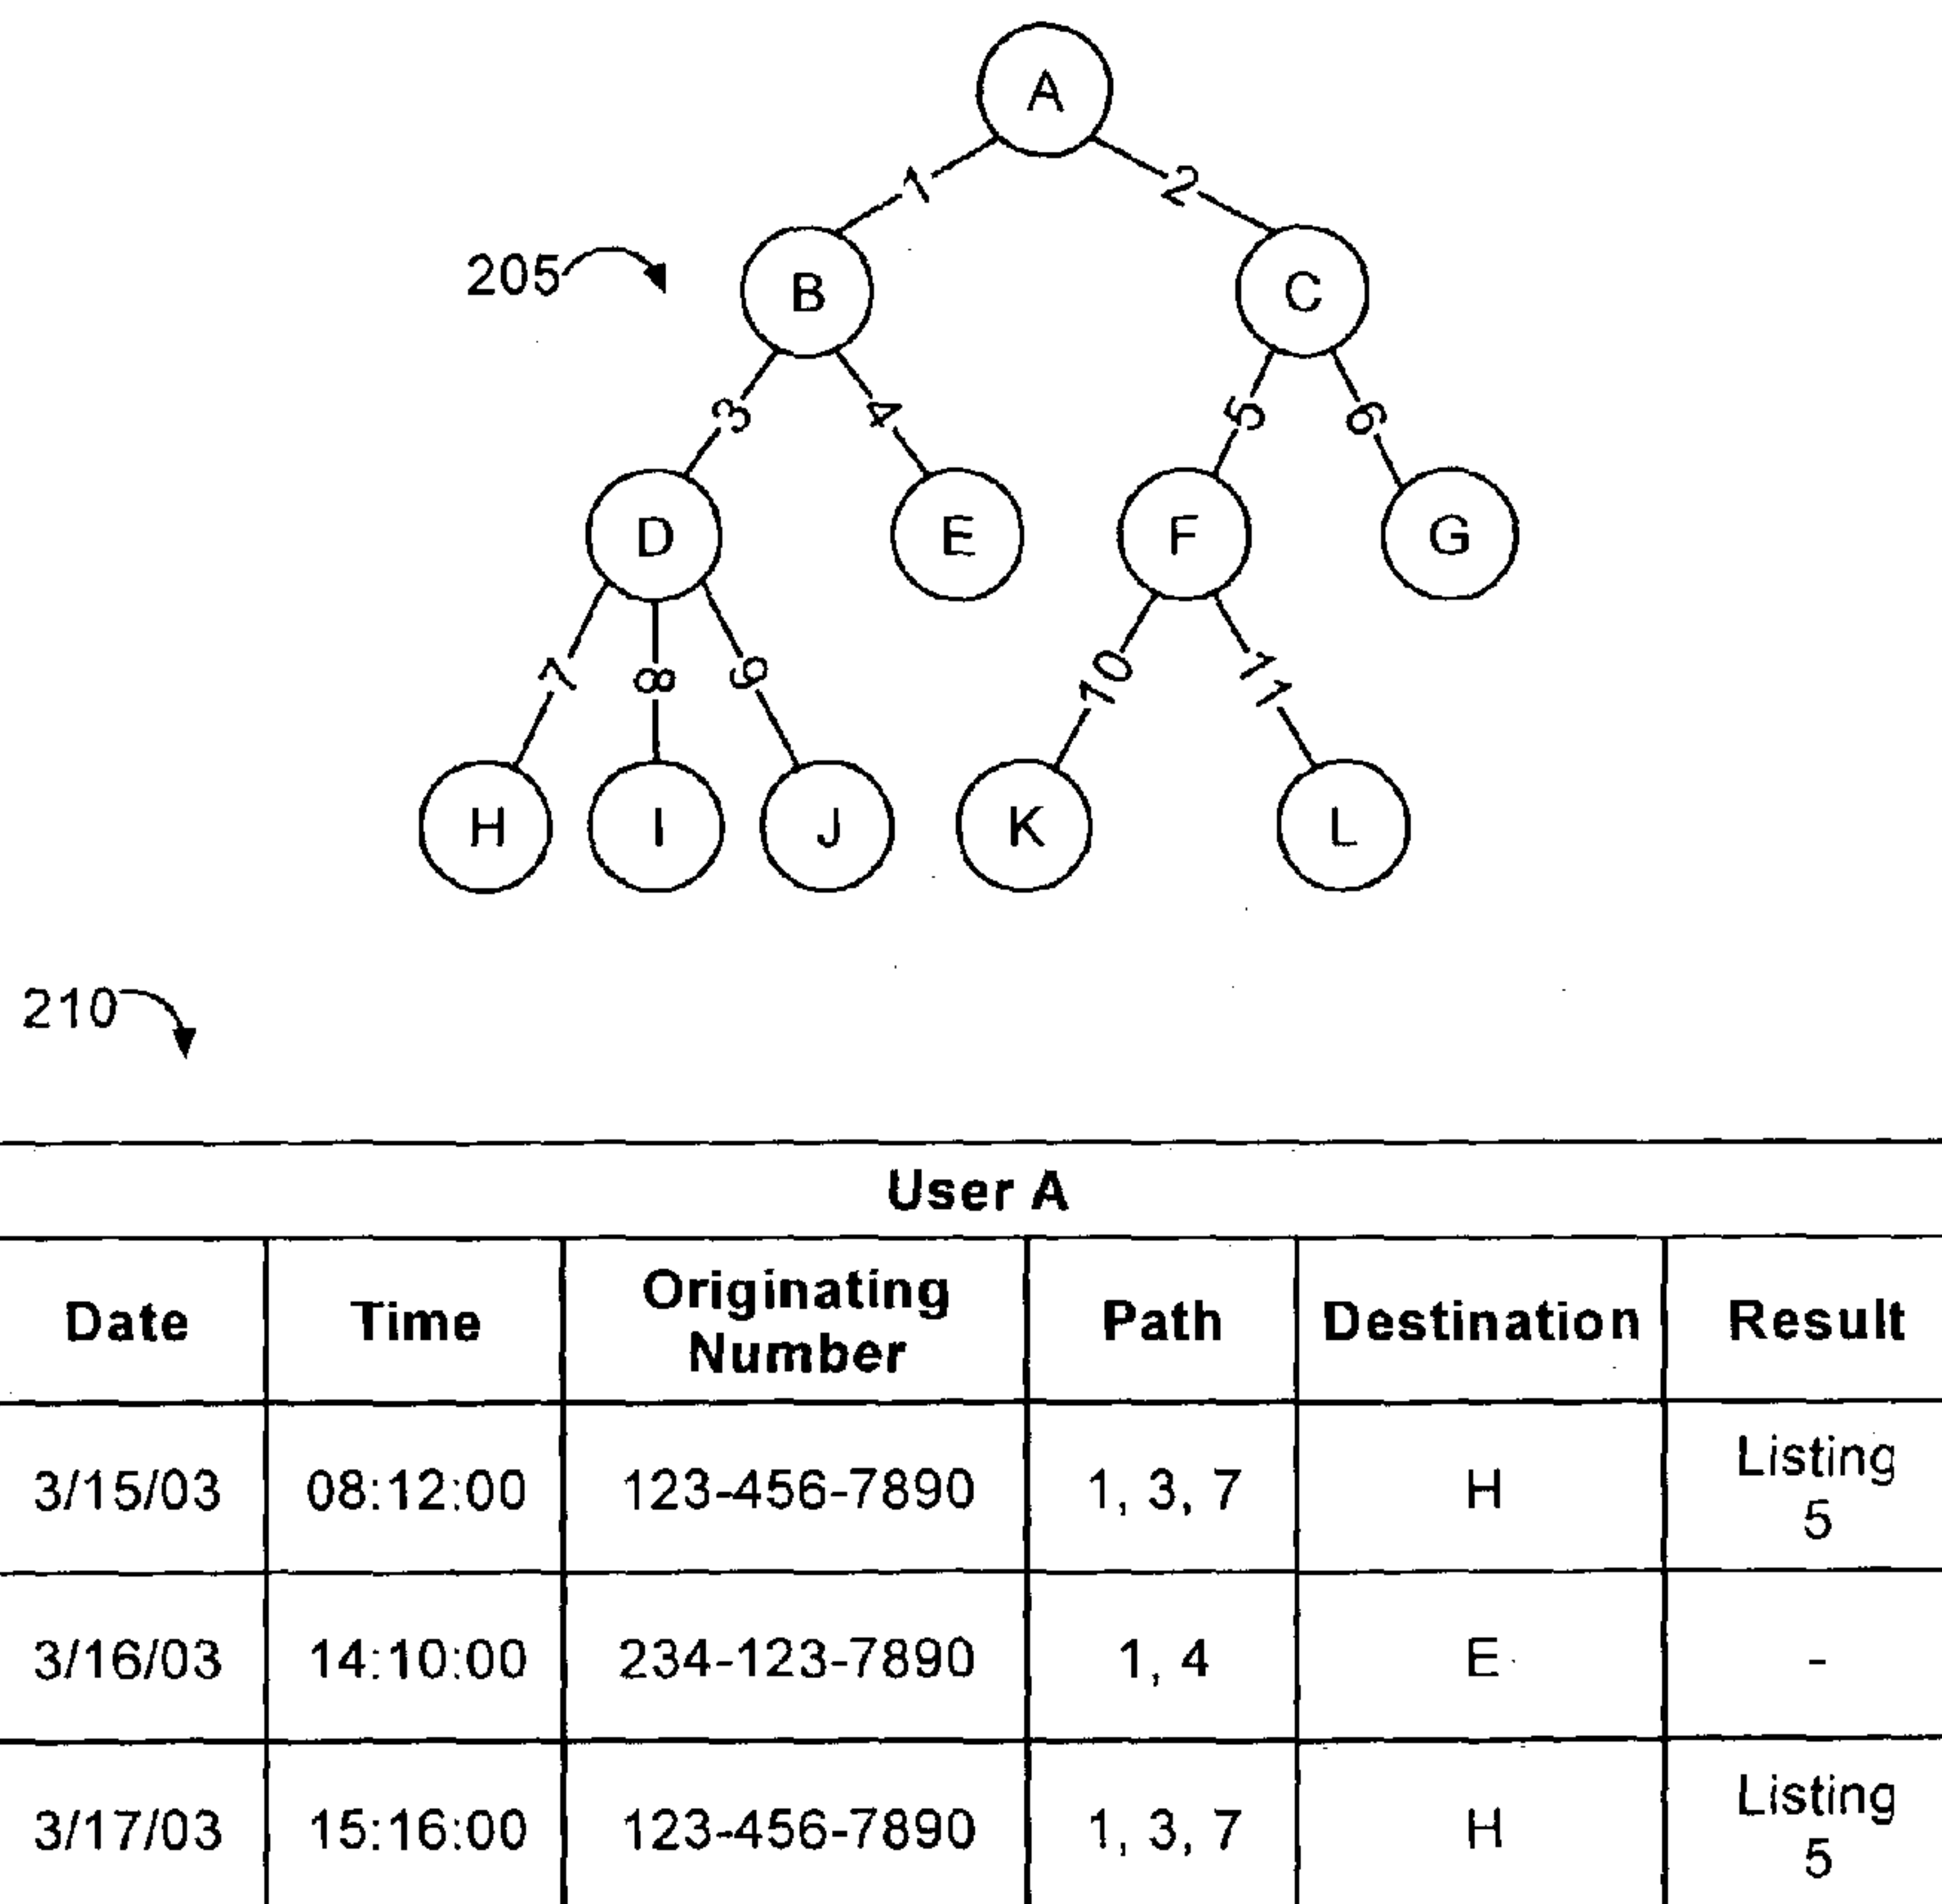 A
1 2
205
B C
3 4 5 6
D E F G
7 8 9 10 11
H I J K L
210
User A
Date Time Originating Number Path Destination Result
3/15/03 08:12:00 123-456-7890 1, 3, 7 H Listing 5
3/16/03 14:10:00 234-123-7890 1, 4 E -
3/17/03 15:16:00 123-456-7890 1, 3, 7 H Listing 5